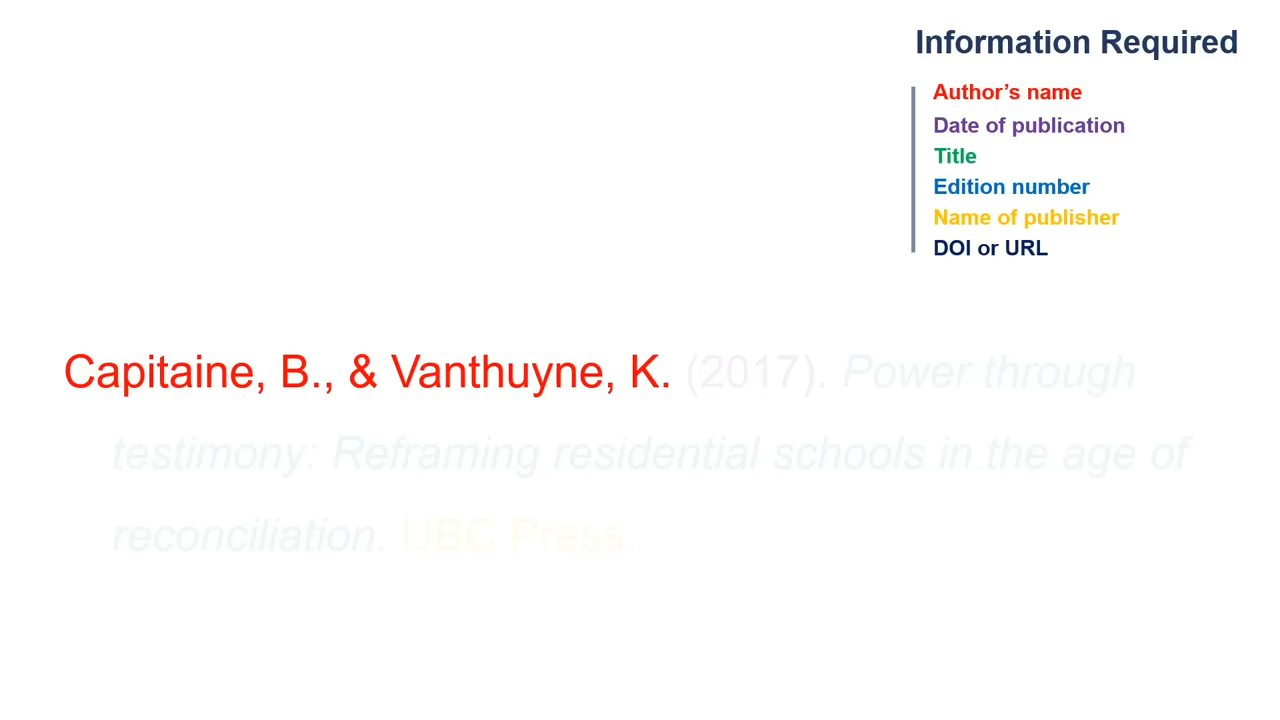 Information Required
Author’s name
Date of publication
Title
Edition number
Name of publisher
DOI or URL
Capitaine, B., & Vanthuyne, K. (2017). Power through
testimony: Reframing residential schools in the age of
reconciliation. UBC Press.